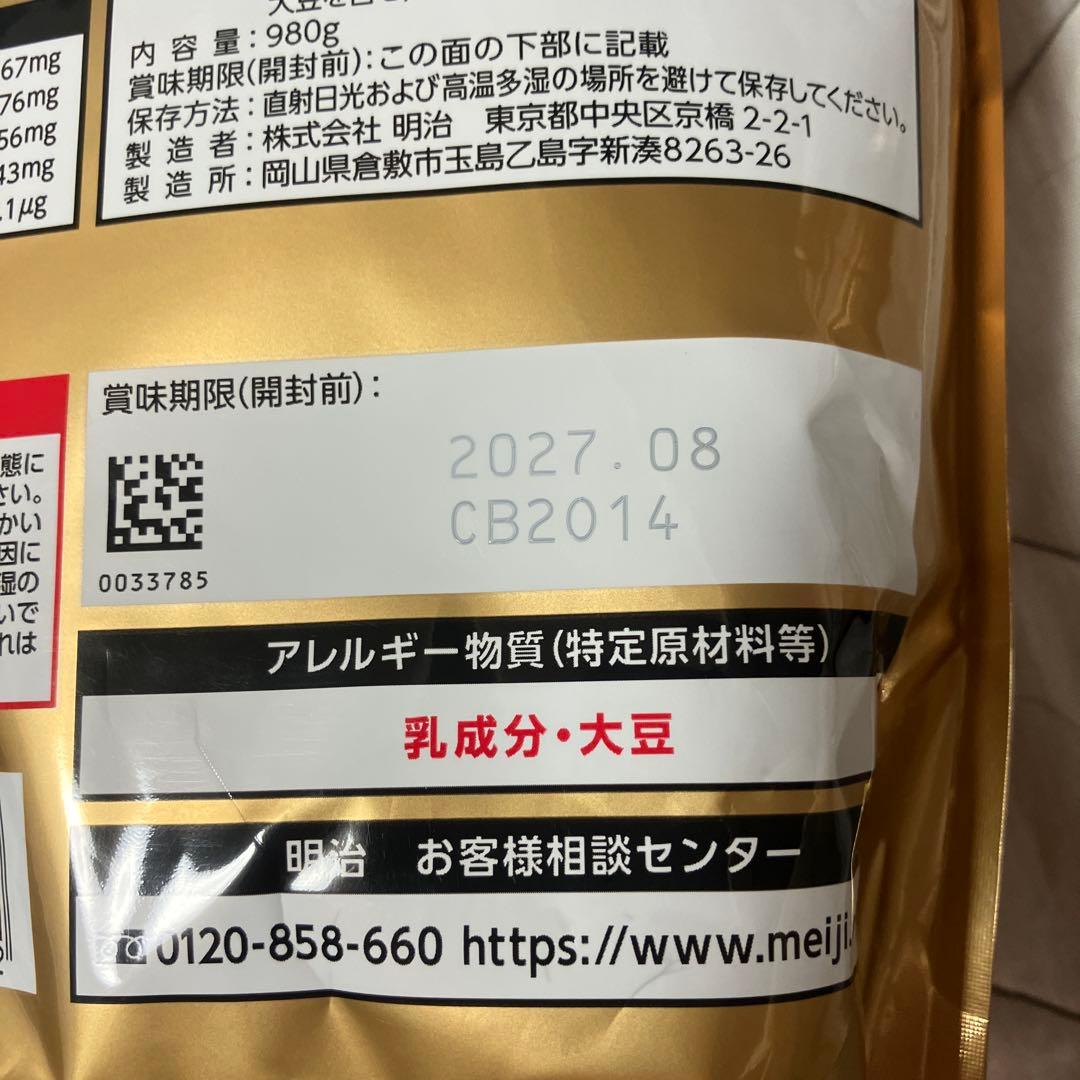 内容量：980g
賞味期限(開封前)：この面の下部に記載
保存方法：直射日光および高温多湿の場所を避けて保存してください。
製造者：株式会社 明治　東京都中央区京橋2-2-1
製造所：岡山県倉敷市玉島乙島字新湊8263-26
67mg
76mg
56mg
43mg
.1μg
賞味期限(開封前)：
2027.08
CB2014
0033785
態に
さい。
かい
因に
湿の
いで
れは
アレルギー物質(特定原材料等)
乳成分・大豆
明治　お客様相談センター
0120-858-660 https://www.meiji.